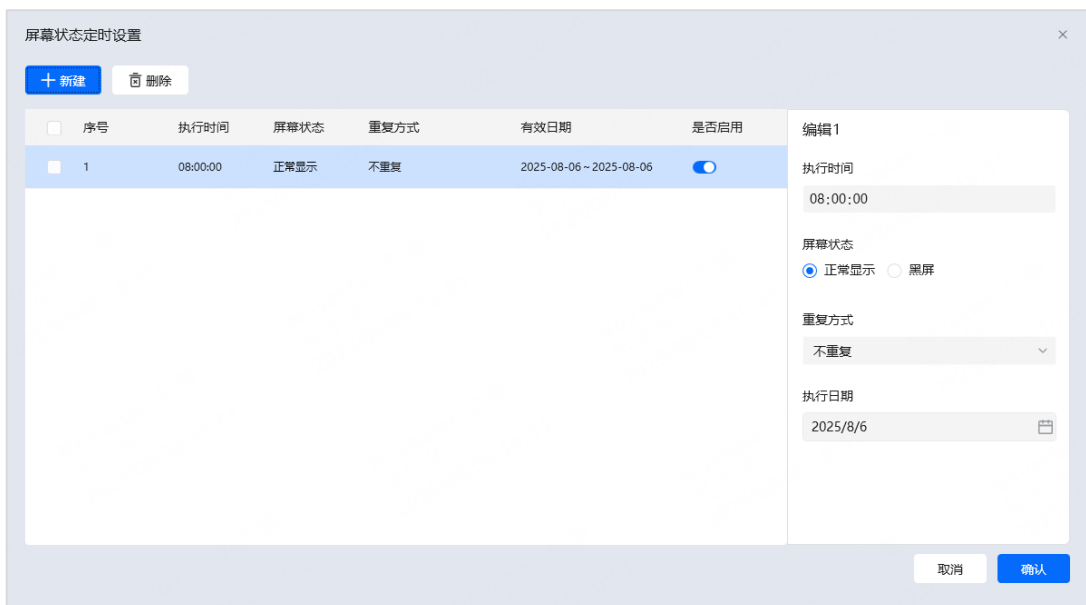 屏幕状态定时设置
新建 删除
序号 执行时间 屏幕状态 重复方式 有效日期 是否启用
1 08:00:00 正常显示 不重复 2025-08-06 ~ 2025-08-06
编辑1
执行时间
08:00:00
屏幕状态
正常显示 黑屏
重复方式
不重复
执行日期
2025/8/6
取消 确认